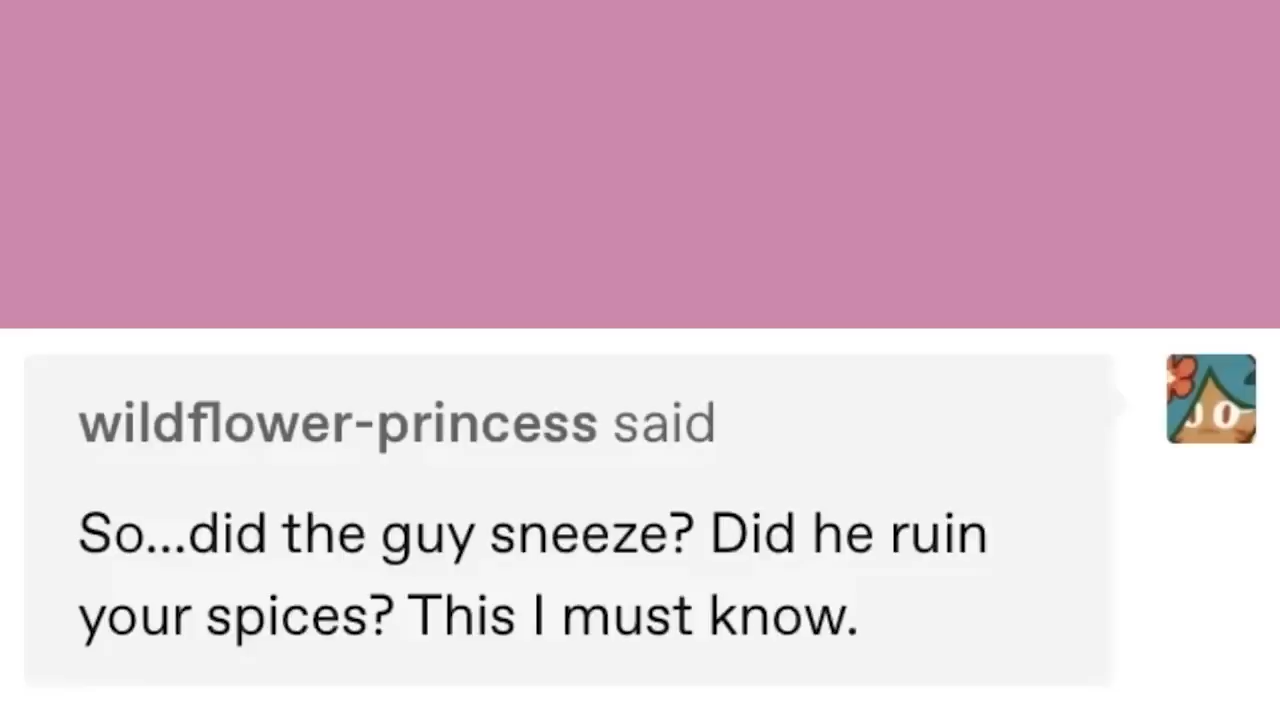 wildflower-princess said
So...did the guy sneeze? Did he ruin
your spices? This I must know.